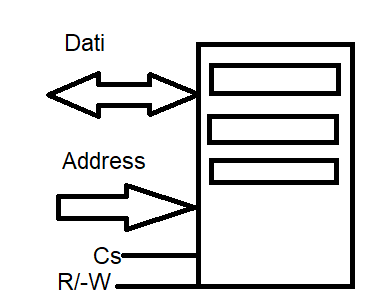 Dati
Address
Cs
R/-W